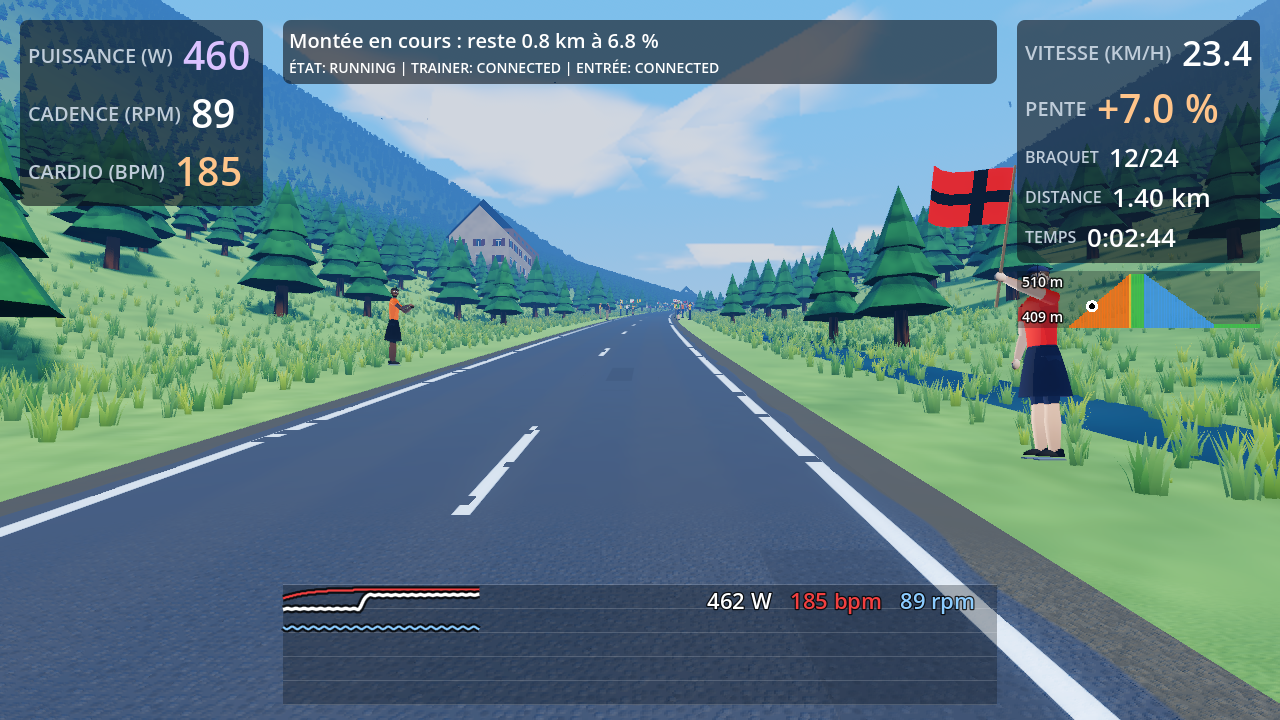 PUISSANCE (W) 460
CADENCE (RPM) 89
CARDIO (BPM) 185
Montée en cours : reste 0.8 km à 6.8 %
ÉTAT: RUNNING | TRAINER: CONNECTED | ENTRÉE: CONNECTED
VITESSE (KM/H) 23.4
PENTE +7.0 %
BRAQUET 12/24
DISTANCE 1.40 km
TEMPS 0:02:44
510 m
409 m
462 W 185 bpm 89 rpm